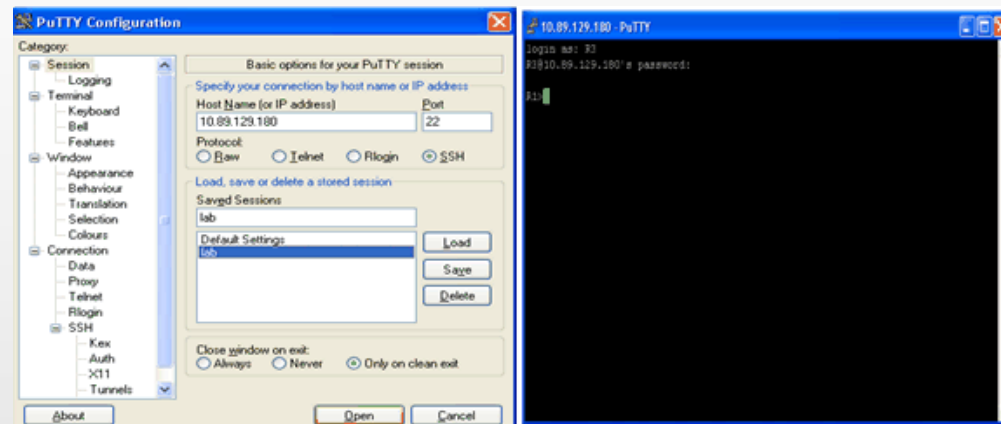 PuTTY Configuration
Category:
Session
Logging
Terminal
Keyboard
Bell
Features
Window
Appearance
Behaviour
Translation
Selection
Colours
Connection
Data
Proxy
Telnet
Rlogin
SSH
Kex
Auth
X11
Tunnels
Basic options for your PuTTY session
Specify your connection by host name or IP address
Host Name (or IP address) Port
10.89.129.180 22
Protocol:
Raw Telnet Rlogin SSH
Load, save or delete a stored session
Saved Sessions
lab
Default Settings
lab
Load
Save
Delete
Close window on exit:
Always Never Only on clean exit
About Open Cancel
10.89.129.180 - PuTTY
login as: R3
R3@10.89.129.180's password:
R1>